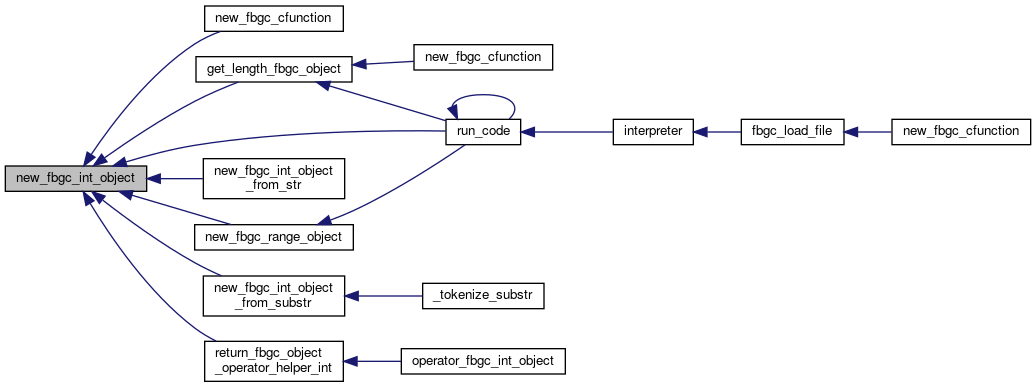 new_fbgc_cfunction
get_length_fbgc_object
new_fbgc_cfunction
run_code
interpreter
fbgc_load_file
new_fbgc_cfunction
new_fbgc_int_object
new_fbgc_int_object
_from_str
new_fbgc_range_object
new_fbgc_int_object
_from_substr
_tokenize_substr
return_fbgc_object
_operator_helper_int
operator_fbgc_int_object